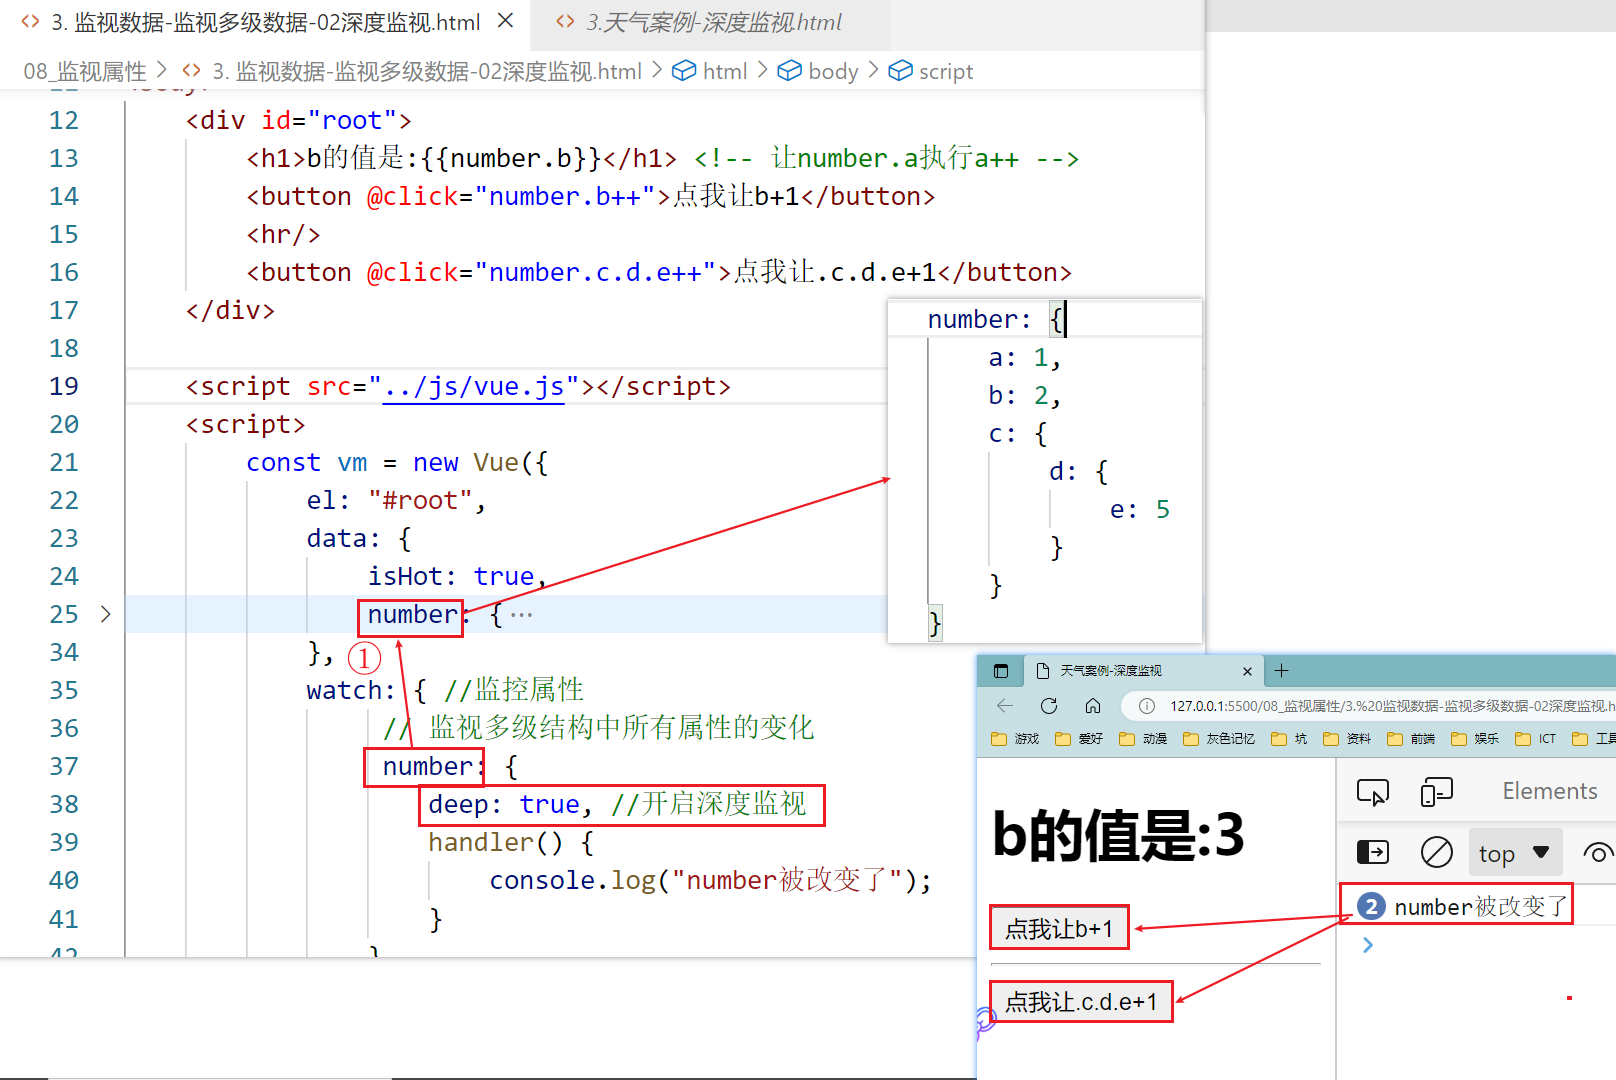 3. 监视数据-监视多级数据-02深度监视.html
3.天气案例-深度监视.html
08_监视属性 > 3. 监视数据-监视多级数据-02深度监视.html > html > body > script
12 <div id="root">
13 <h1>b的值是:{{number.b}}</h1> <!-- 让number.a执行a++ -->
14 <button @click="number.b++">点我让b+1</button>
15 <hr/>
16 <button @click="number.c.d.e++">点我让.c.d.e+1</button>
17 </div>
18
19 <script src="../js/vue.js"></script>
20 <script>
21 const vm = new Vue({
22 el: "#root",
23 data: {
24 isHot: true,
25 number: {…
34 },
①
35 watch: { //监控属性
36 // 监视多级结构中所有属性的变化
37 number: {
38 deep: true, //开启深度监视
39 handler() {
40 console.log("number被改变了");
41 }
42 }
number: {
a: 1,
b: 2,
c: {
d: {
e: 5
}
}
}
天气案例-深度监视
127.0.0.1:5500/08_监视属性/3.%20监视数据-监视多级数据-02深度监视.h
游戏 爱好 动漫 灰色记忆 坑 资料 前端 娱乐 ICT 工具
b的值是:3
点我让b+1
点我让.c.d.e+1
Elements
top
2 number被改变了